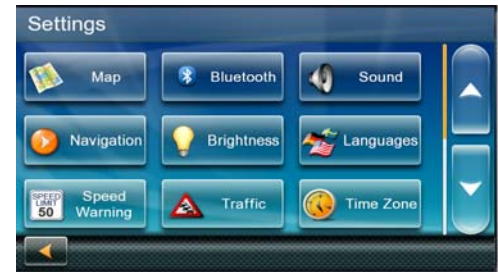 Settings
Map
Bluetooth
Sound
Navigation
Brightness
Languages
SPEED
LIMIT
50
Speed
Warning
Traffic
Time Zone